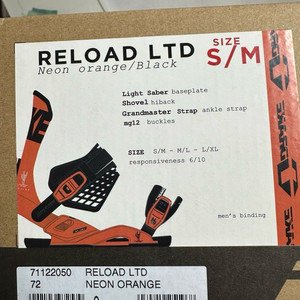 RELOAD LTD
SIZE
S/M
Neon orange/Black
Light Saber baseplate
Shovel hiback
Grandmaster Strap ankle strap
mg12 buckles
SIZE S/M - M/L - L/XL
responsiveness 6/10
men's binding
71122050 RELOAD LTD
72 NEON ORANGE